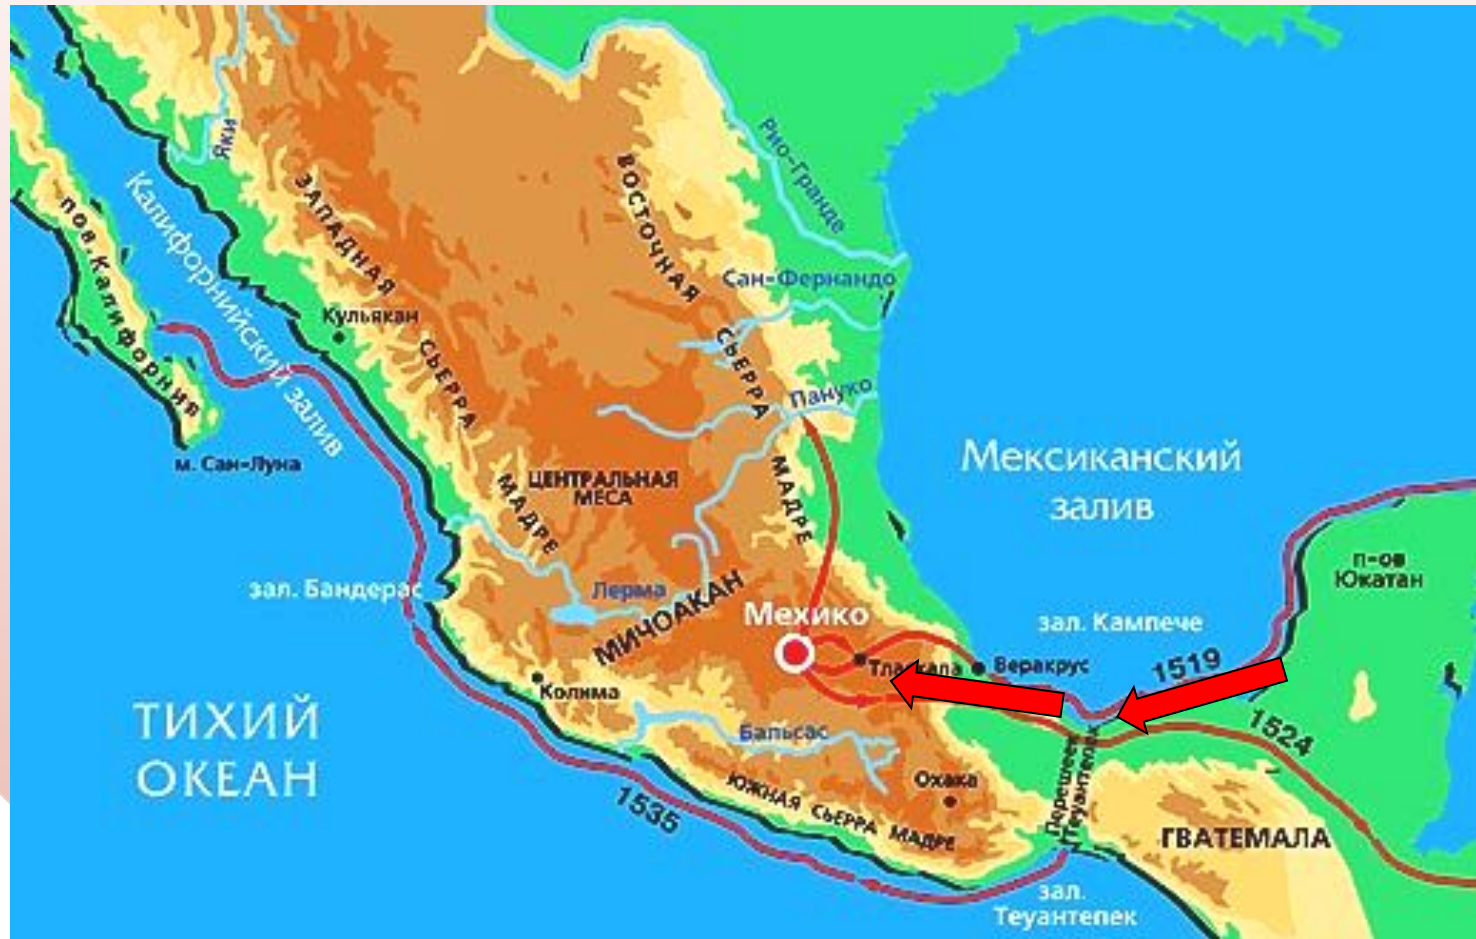 Рио-Гранде
Яки
ВОСТОЧНАЯ
СЬЕРРА
МАДРЕ
ЗАПАДНАЯ
СЬЕРРА
МАДРЕ
Калифорнийский залив
пов. Калифорния
Сан-Фернандо
Кульякан
Пануко
м. Сан-Луна
ЦЕНТРАЛЬНАЯ
МЕСА
Мексиканский
залив
п-ов
Юкатан
зал. Бандерас
Лерма
МИЧОАКАН
Мехико
зал. Кампече
Тласкала
Веракрус
1519
Колима
ТИХИЙ
ОКЕАН
Бальсас
1524
Охака
Перешеек
Теуантепек
ЮЖНАЯ СЬЕРРА МАДРЕ
1535
ГВАТЕМАЛА
зал.
Теуантепек